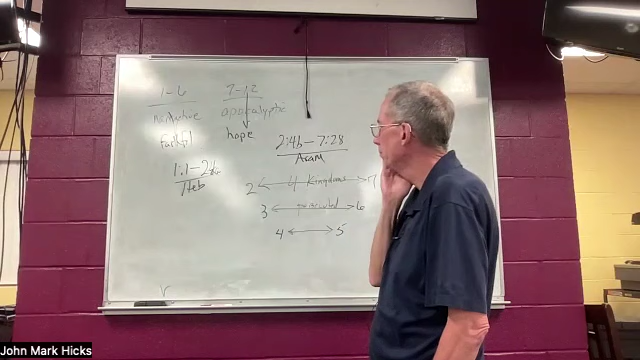 1-6 7-12
narrative apocalyptic
faithful hope
1:1-2:4a 2:4b-7:28
Heb Aram
2 4 Kingdoms 7
3 persecuted 6
4 5
John Mark Hicks